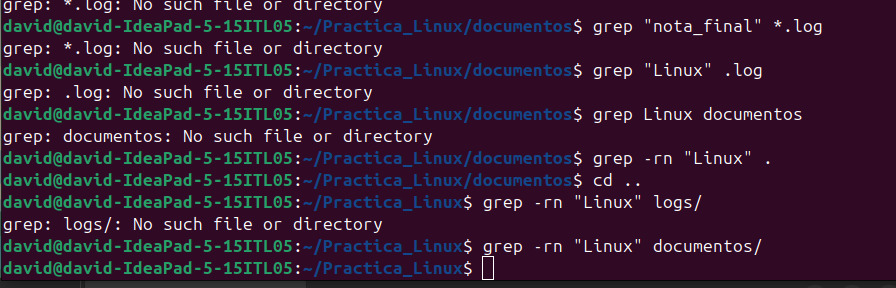 grep: *.log: No such file or directory
david@david-IdeaPad-5-15ITL05:~/Practica_Linux/documentos$ grep "nota_final" *.log
grep: *.log: No such file or directory
david@david-IdeaPad-5-15ITL05:~/Practica_Linux/documentos$ grep "Linux" .log
grep: .log: No such file or directory
david@david-IdeaPad-5-15ITL05:~/Practica_Linux/documentos$ grep Linux documentos
grep: documentos: No such file or directory
david@david-IdeaPad-5-15ITL05:~/Practica_Linux/documentos$ grep -rn "Linux" .
david@david-IdeaPad-5-15ITL05:~/Practica_Linux/documentos$ cd ..
david@david-IdeaPad-5-15ITL05:~/Practica_Linux$ grep -rn "Linux" logs/
grep: logs/: No such file or directory
david@david-IdeaPad-5-15ITL05:~/Practica_Linux$ grep -rn "Linux" documentos/
david@david-IdeaPad-5-15ITL05:~/Practica_Linux$